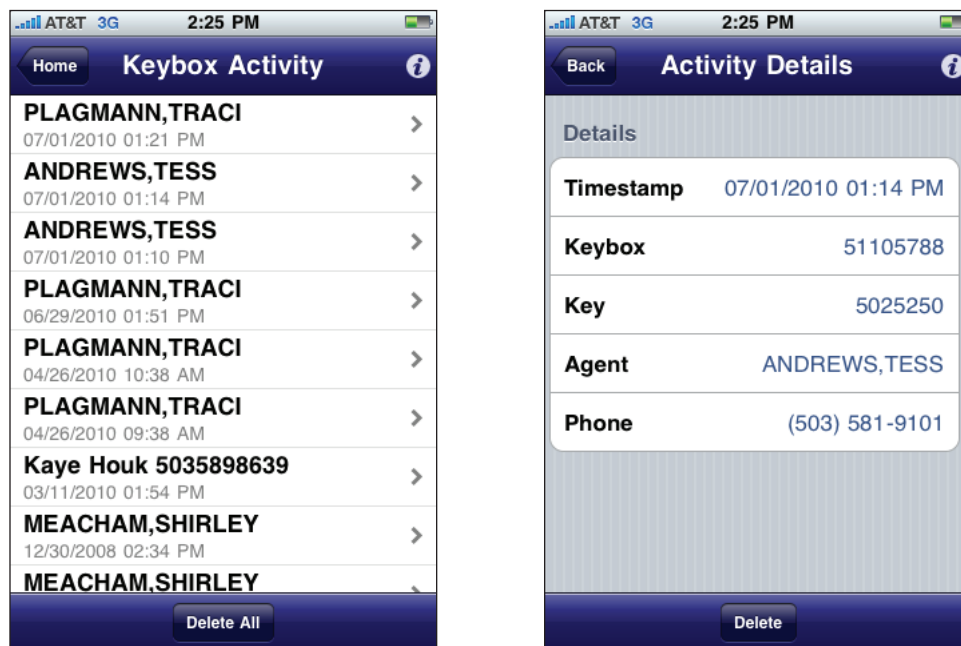 AT&T 3G 2:25 PM
Home Keybox Activity i
PLAGMANN,TRACI
07/01/2010 01:21 PM
ANDREWS,TESS
07/01/2010 01:14 PM
ANDREWS,TESS
07/01/2010 01:10 PM
PLAGMANN,TRACI
06/29/2010 01:51 PM
PLAGMANN,TRACI
04/26/2010 10:38 AM
PLAGMANN,TRACI
04/26/2010 09:38 AM
Kaye Houk 5035898639
03/11/2010 01:54 PM
MEACHAM,SHIRLEY
12/30/2008 02:34 PM
MEACHAM,SHIRLEY
Delete All
AT&T 3G 2:25 PM
Back Activity Details i
Details
Timestamp 07/01/2010 01:14 PM
Keybox 51105788
Key 5025250
Agent ANDREWS,TESS
Phone (503) 581-9101
Delete